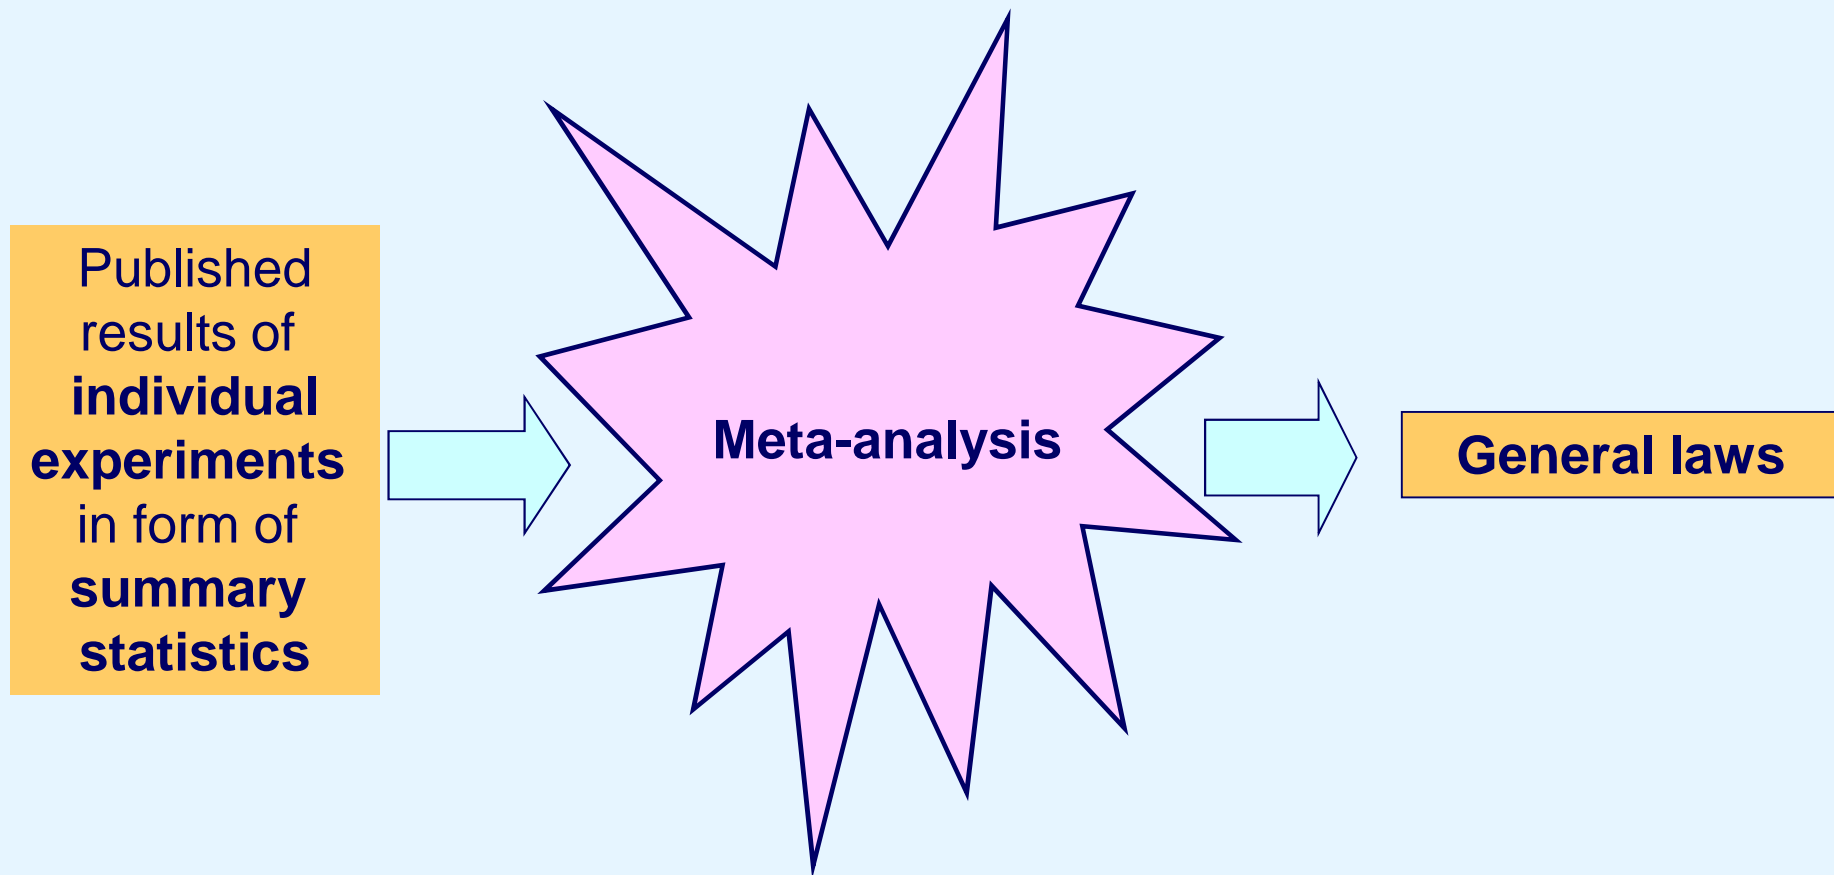 Published
results of
individual
experiments
in form of
summary
statistics
Meta-analysis
General laws